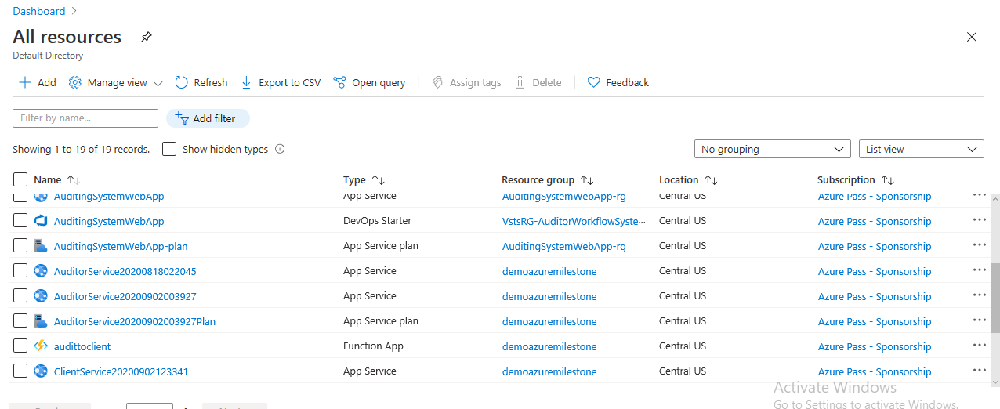 Dashboard >
All resources
Default Directory
Add Manage view Refresh Export to CSV Open query Assign tags Delete Feedback
Filter by name... Add filter
Showing 1 to 19 of 19 records. Show hidden types No grouping List view
Name Type Resource group Location Subscription
AuditingSystemWebApp App Service AuditingSystemWebApp-rg Central US Azure Pass - Sponsorship ...
AuditingSystemWebApp DevOps Starter VstsRG-AuditorWorkflowSyste... Central US Azure Pass - Sponsorship ...
AuditingSystemWebApp-plan App Service plan AuditingSystemWebApp-rg Central US Azure Pass - Sponsorship ...
AuditorService20200818022045 App Service demoazuremilestone Central US Azure Pass - Sponsorship ...
AuditorService20200902003927 App Service demoazuremilestone Central US Azure Pass - Sponsorship ...
AuditorService20200902003927Plan App Service plan demoazuremilestone Central US Azure Pass - Sponsorship ...
audittoclient Function App demoazuremilestone Central US Azure Pass - Sponsorship ...
ClientService20200902123341 App Service demoazuremilestone Central US Azure Pass - Sponsorship ...
Activate Windows
Go to Settings to activate Windows.